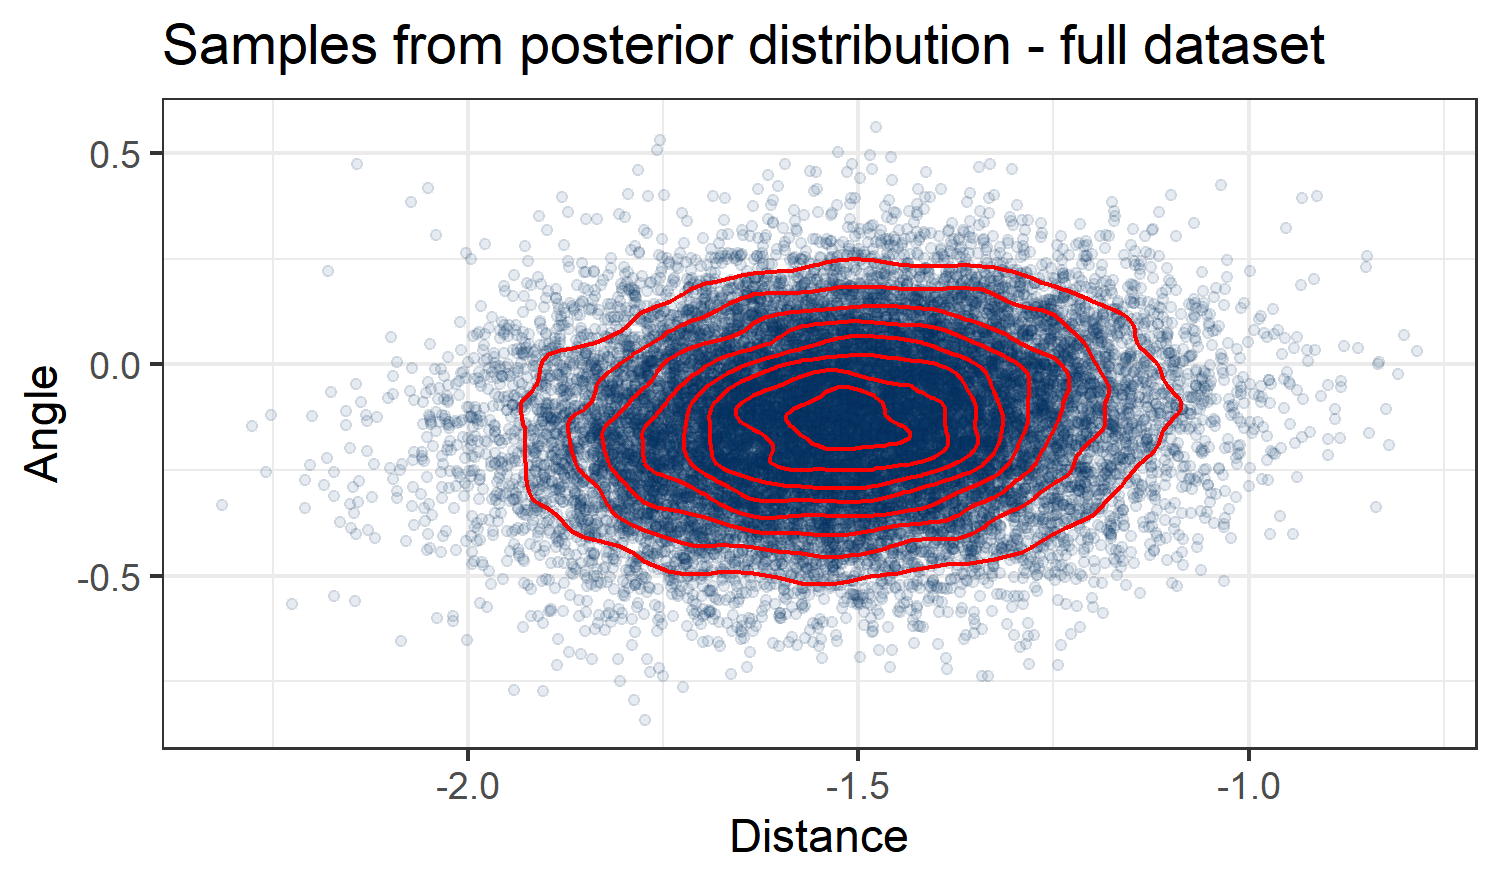 Samples from posterior distribution - full dataset
0.5
0.0
-0.5
Angle
-2.0 -1.5 -1.0
Distance